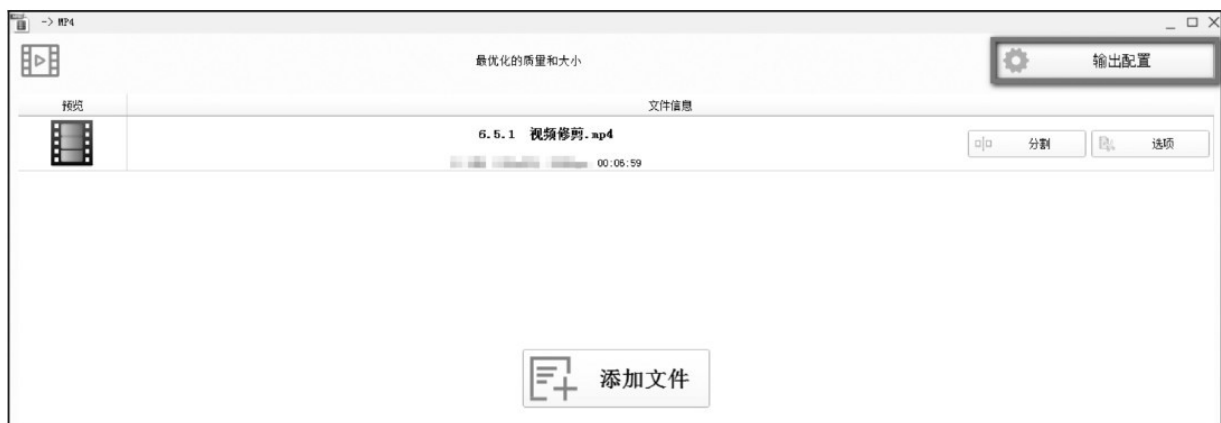 -> MP4
最优化的质量和大小
输出配置
预览 文件信息
6.5.1 视频修剪.mp4
分割 选项
00:06:59
添加文件